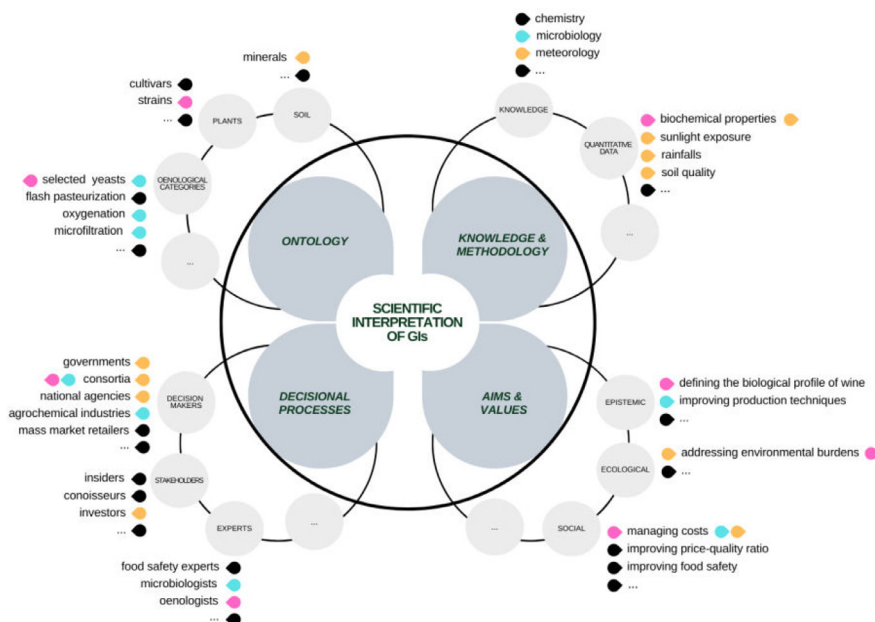 chemistry
microbiology
meteorology
...
KNOWLEDGE
minerals
...
SOIL
cultivars
strains
...
PLANTS
selected yeasts
flash pasteurization
oxygenation
microfiltration
...
OENOLOGICAL
CATEGORIES
...
biochemical properties
sunlight exposure
rainfalls
soil quality
...
QUANTITATIVE
DATA
...
ONTOLOGY
KNOWLEDGE &
METHODOLOGY
SCIENTIFIC
INTERPRETATION
OF GIs
DECISIONAL
PROCESSES
AIMS &
VALUES
governments
consortia
national agencies
agrochemical industries
mass market retailers
...
DECISION
MAKERS
insiders
conoisseurs
investors
...
STAKEHOLDERS
EXPERTS
...
food safety experts
microbiologists
oenologists
...
defining the biological profile of wine
improving production techniques
...
EPISTEMIC
addressing environmental burdens
...
ECOLOGICAL
managing costs
improving price-quality ratio
improving food safety
...
SOCIAL
...